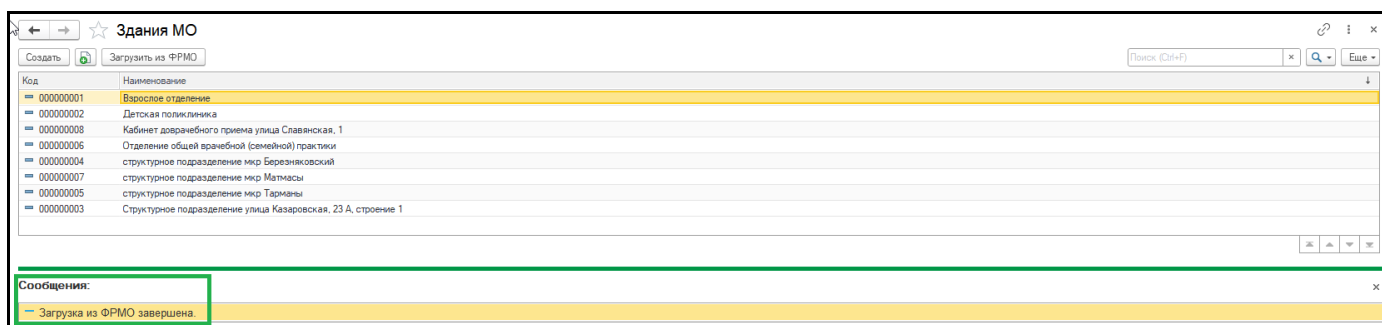 Здания МО
Создать Загрузить из ФРМО Поиск (Ctrl+F) Еще
Код Наименование
000000001 Взрослое отделение
000000002 Детская поликлиника
000000008 Кабинет доврачебного приема улица Славянская, 1
000000006 Отделение общей врачебной (семейной) практики
000000004 структурное подразделение мкр Березняковский
000000007 структурное подразделение мкр Матмасы
000000005 структурное подразделение мкр Тарманы
000000003 Структурное подразделение улица Казаровская, 23 А, строение 1
Сообщения:
Загрузка из ФРМО завершена.